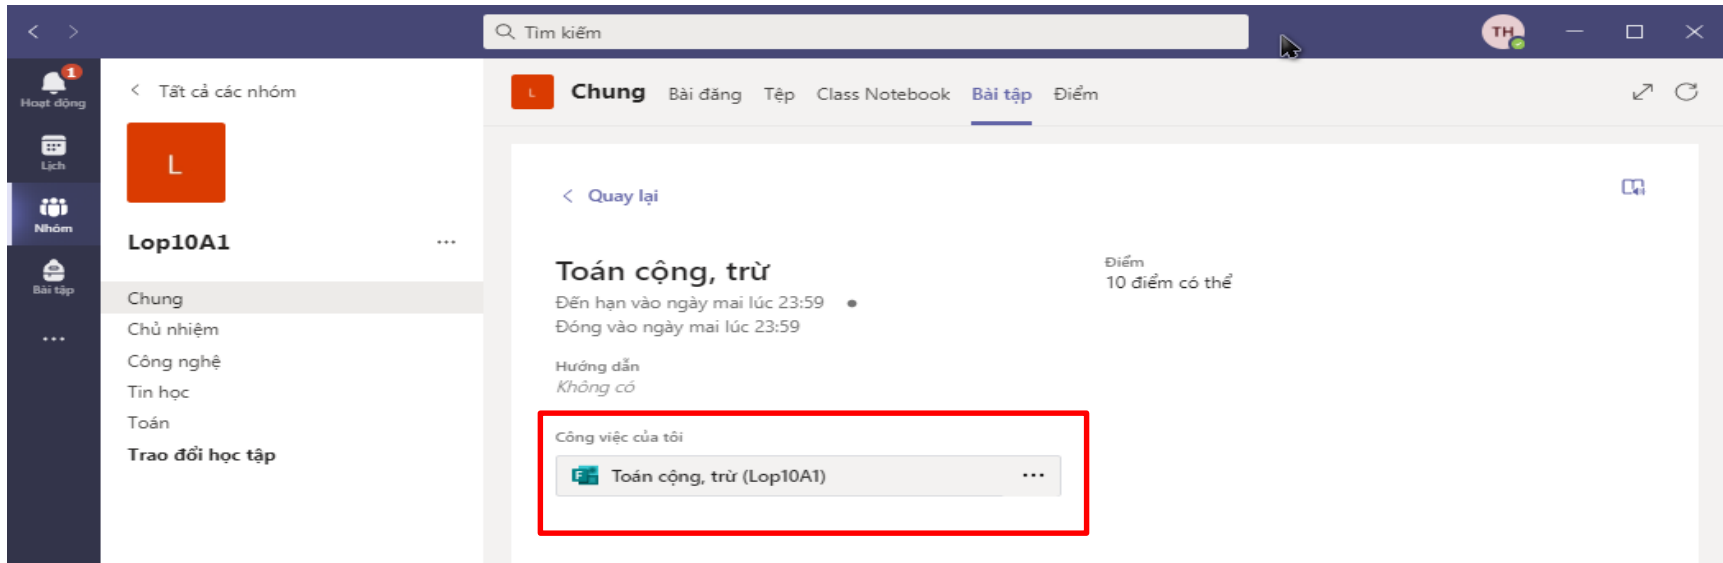 Tìm kiếm
TH
1
Hoạt động
Lịch
Nhóm
Bài tập
Tất cả các nhóm
L
Lop10A1
Chung
Chủ nhiệm
Công nghệ
Tin học
Toán
Trao đổi học tập
L Chung Bài đăng Tệp Class Notebook Bài tập Điểm
Quay lại
Toán cộng, trừ
Đến hạn vào ngày mai lúc 23:59
Đóng vào ngày mai lúc 23:59
Điểm
10 điểm có thể
Hướng dẫn
Không có
Công việc của tôi
F Toán cộng, trừ (Lop10A1)